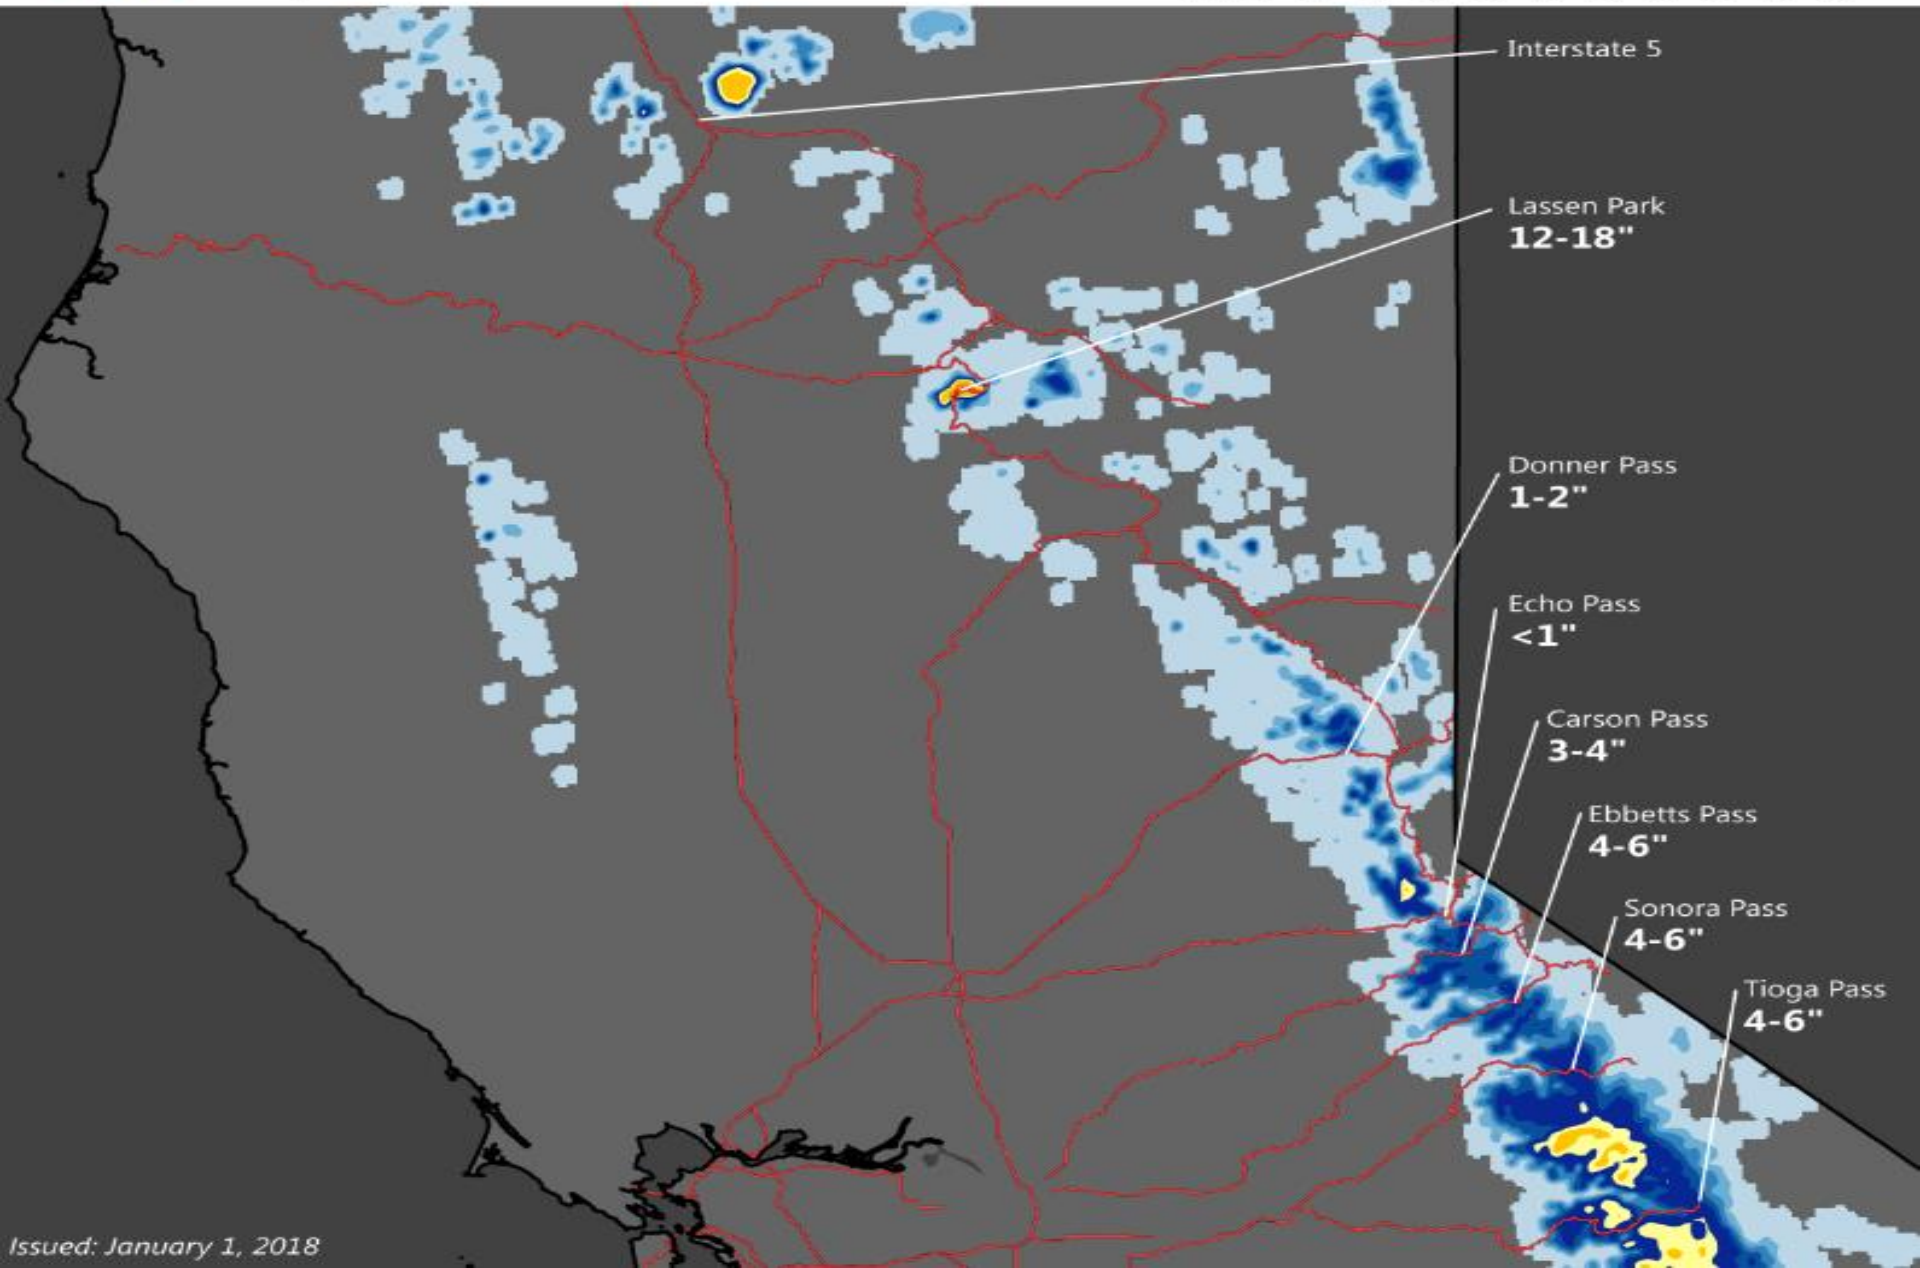 Interstate 5
Lassen Park
12-18"
Donner Pass
1-2"
Echo Pass
<1"
Carson Pass
3-4"
Ebbetts Pass
4-6"
Sonora Pass
4-6"
Tioga Pass
4-6"
Issued: January 1, 2018